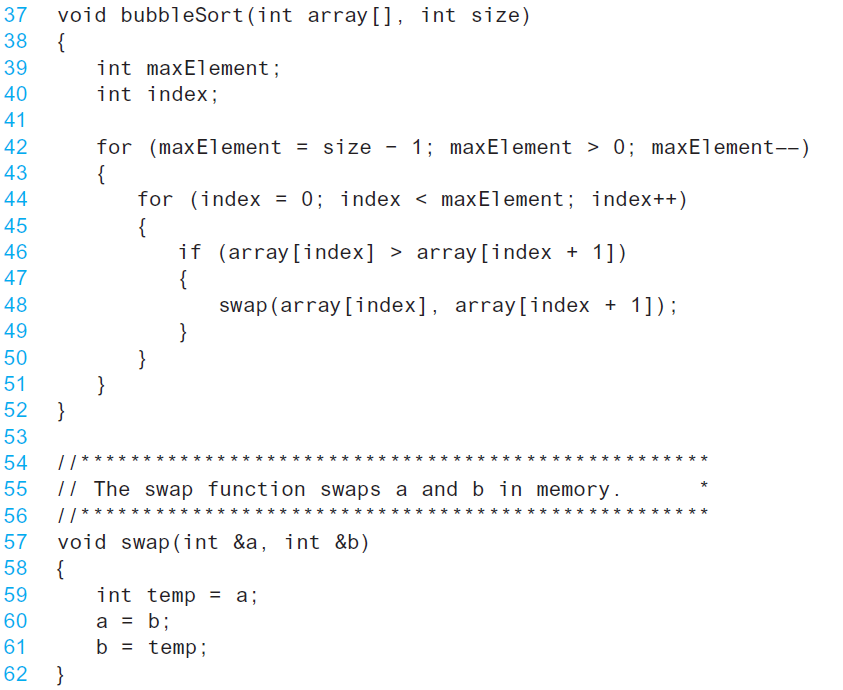 37 void bubbleSort(int array[], int size)
38 {
39    int maxElement;
40    int index;
41
42    for (maxElement = size − 1; maxElement > 0; maxElement−−)
43    {
44       for (index = 0; index < maxElement; index++)
45       {
46          if (array[index] > array[index + 1])
47          {
48             swap(array[index], array[index + 1]);
49          }
50       }
51    }
52 }
53
54 //***************************************************
55 // The swap function swaps a and b in memory.       *
56 //***************************************************
57 void swap(int &a, int &b)
58 {
59    int temp = a;
60    a = b;
61    b = temp;
62 }